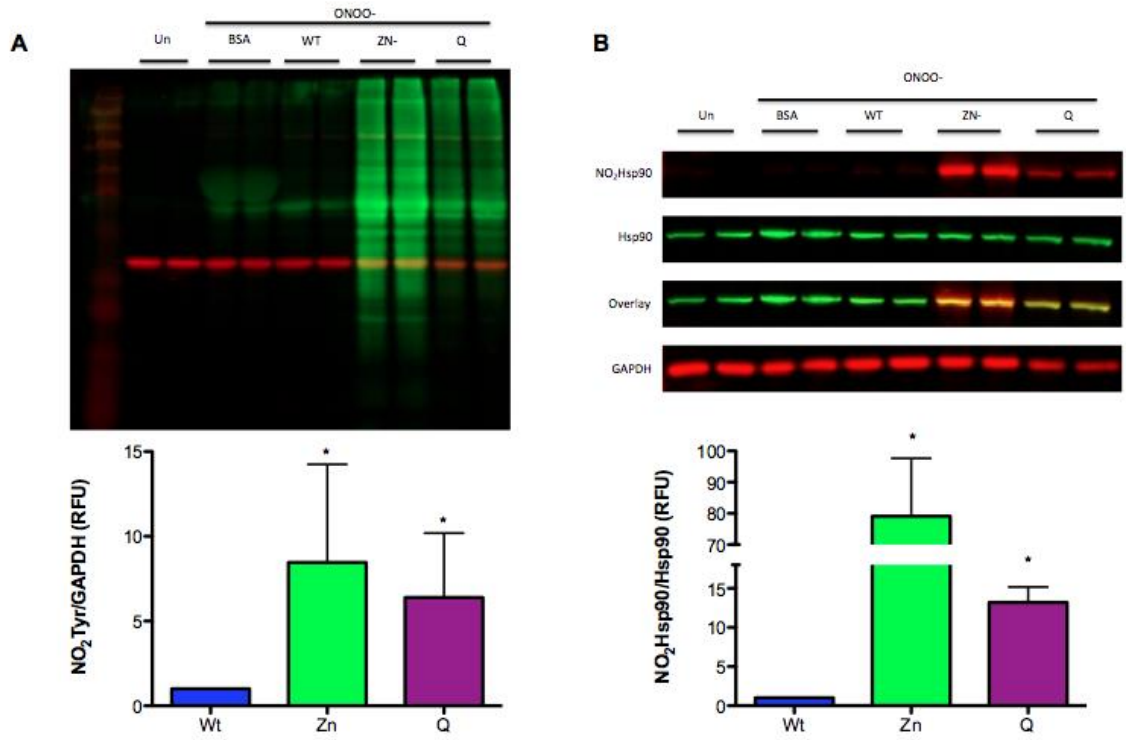 A
ONOO-
Un BSA WT ZN- Q
15
10
5
0
NO2Tyr/GAPDH (RFU)
* *
Wt Zn Q
B
ONOO-
Un BSA WT ZN- Q
NO2Hsp90
Hsp90
Overlay
GAPDH
100
90
80
70
15
10
5
0
NO2Hsp90/Hsp90 (RFU)
* *
Wt Zn Q